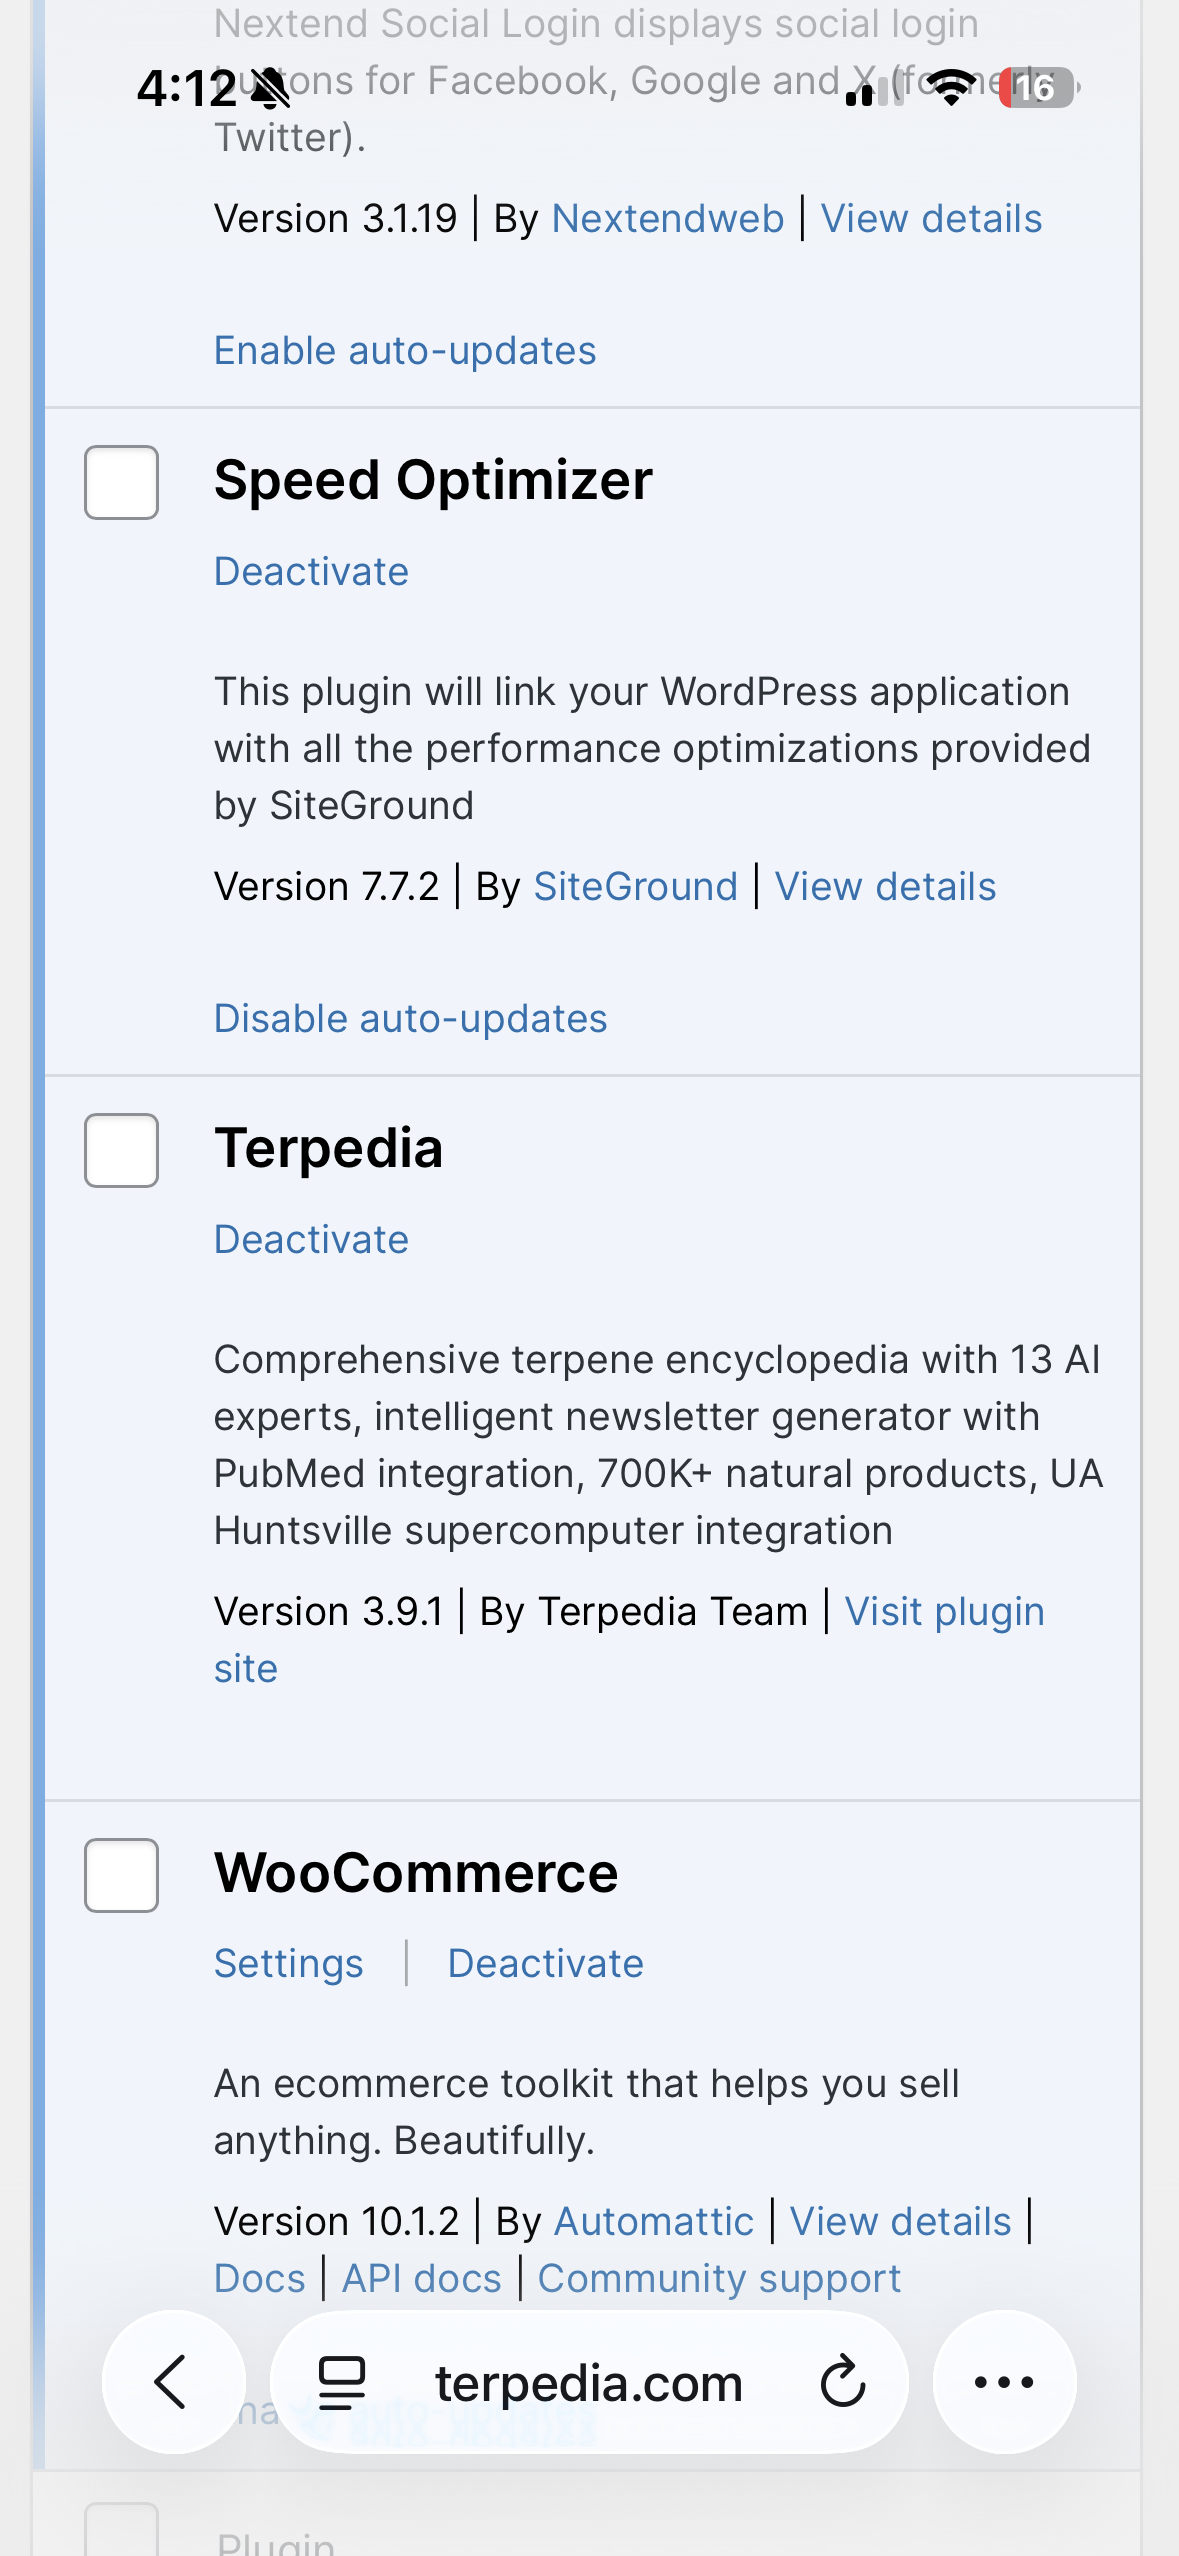 Nextend Social Login displays social login
4:12
buttons for Facebook, Google and X (formerly
16
Twitter).
Version 3.1.19 | By Nextendweb | View details
Enable auto-updates
Speed Optimizer
Deactivate
This plugin will link your WordPress application
with all the performance optimizations provided
by SiteGround
Version 7.7.2 | By SiteGround | View details
Disable auto-updates
Terpedia
Deactivate
Comprehensive terpene encyclopedia with 13 AI
experts, intelligent newsletter generator with
PubMed integration, 700K+ natural products, UA
Huntsville supercomputer integration
Version 3.9.1 | By Terpedia Team | Visit plugin
site
WooCommerce
Settings | Deactivate
An ecommerce toolkit that helps you sell
anything. Beautifully.
Version 10.1.2 | By Automattic | View details |
Docs | API docs | Community support
terpedia.com
auto-updates
Plugin